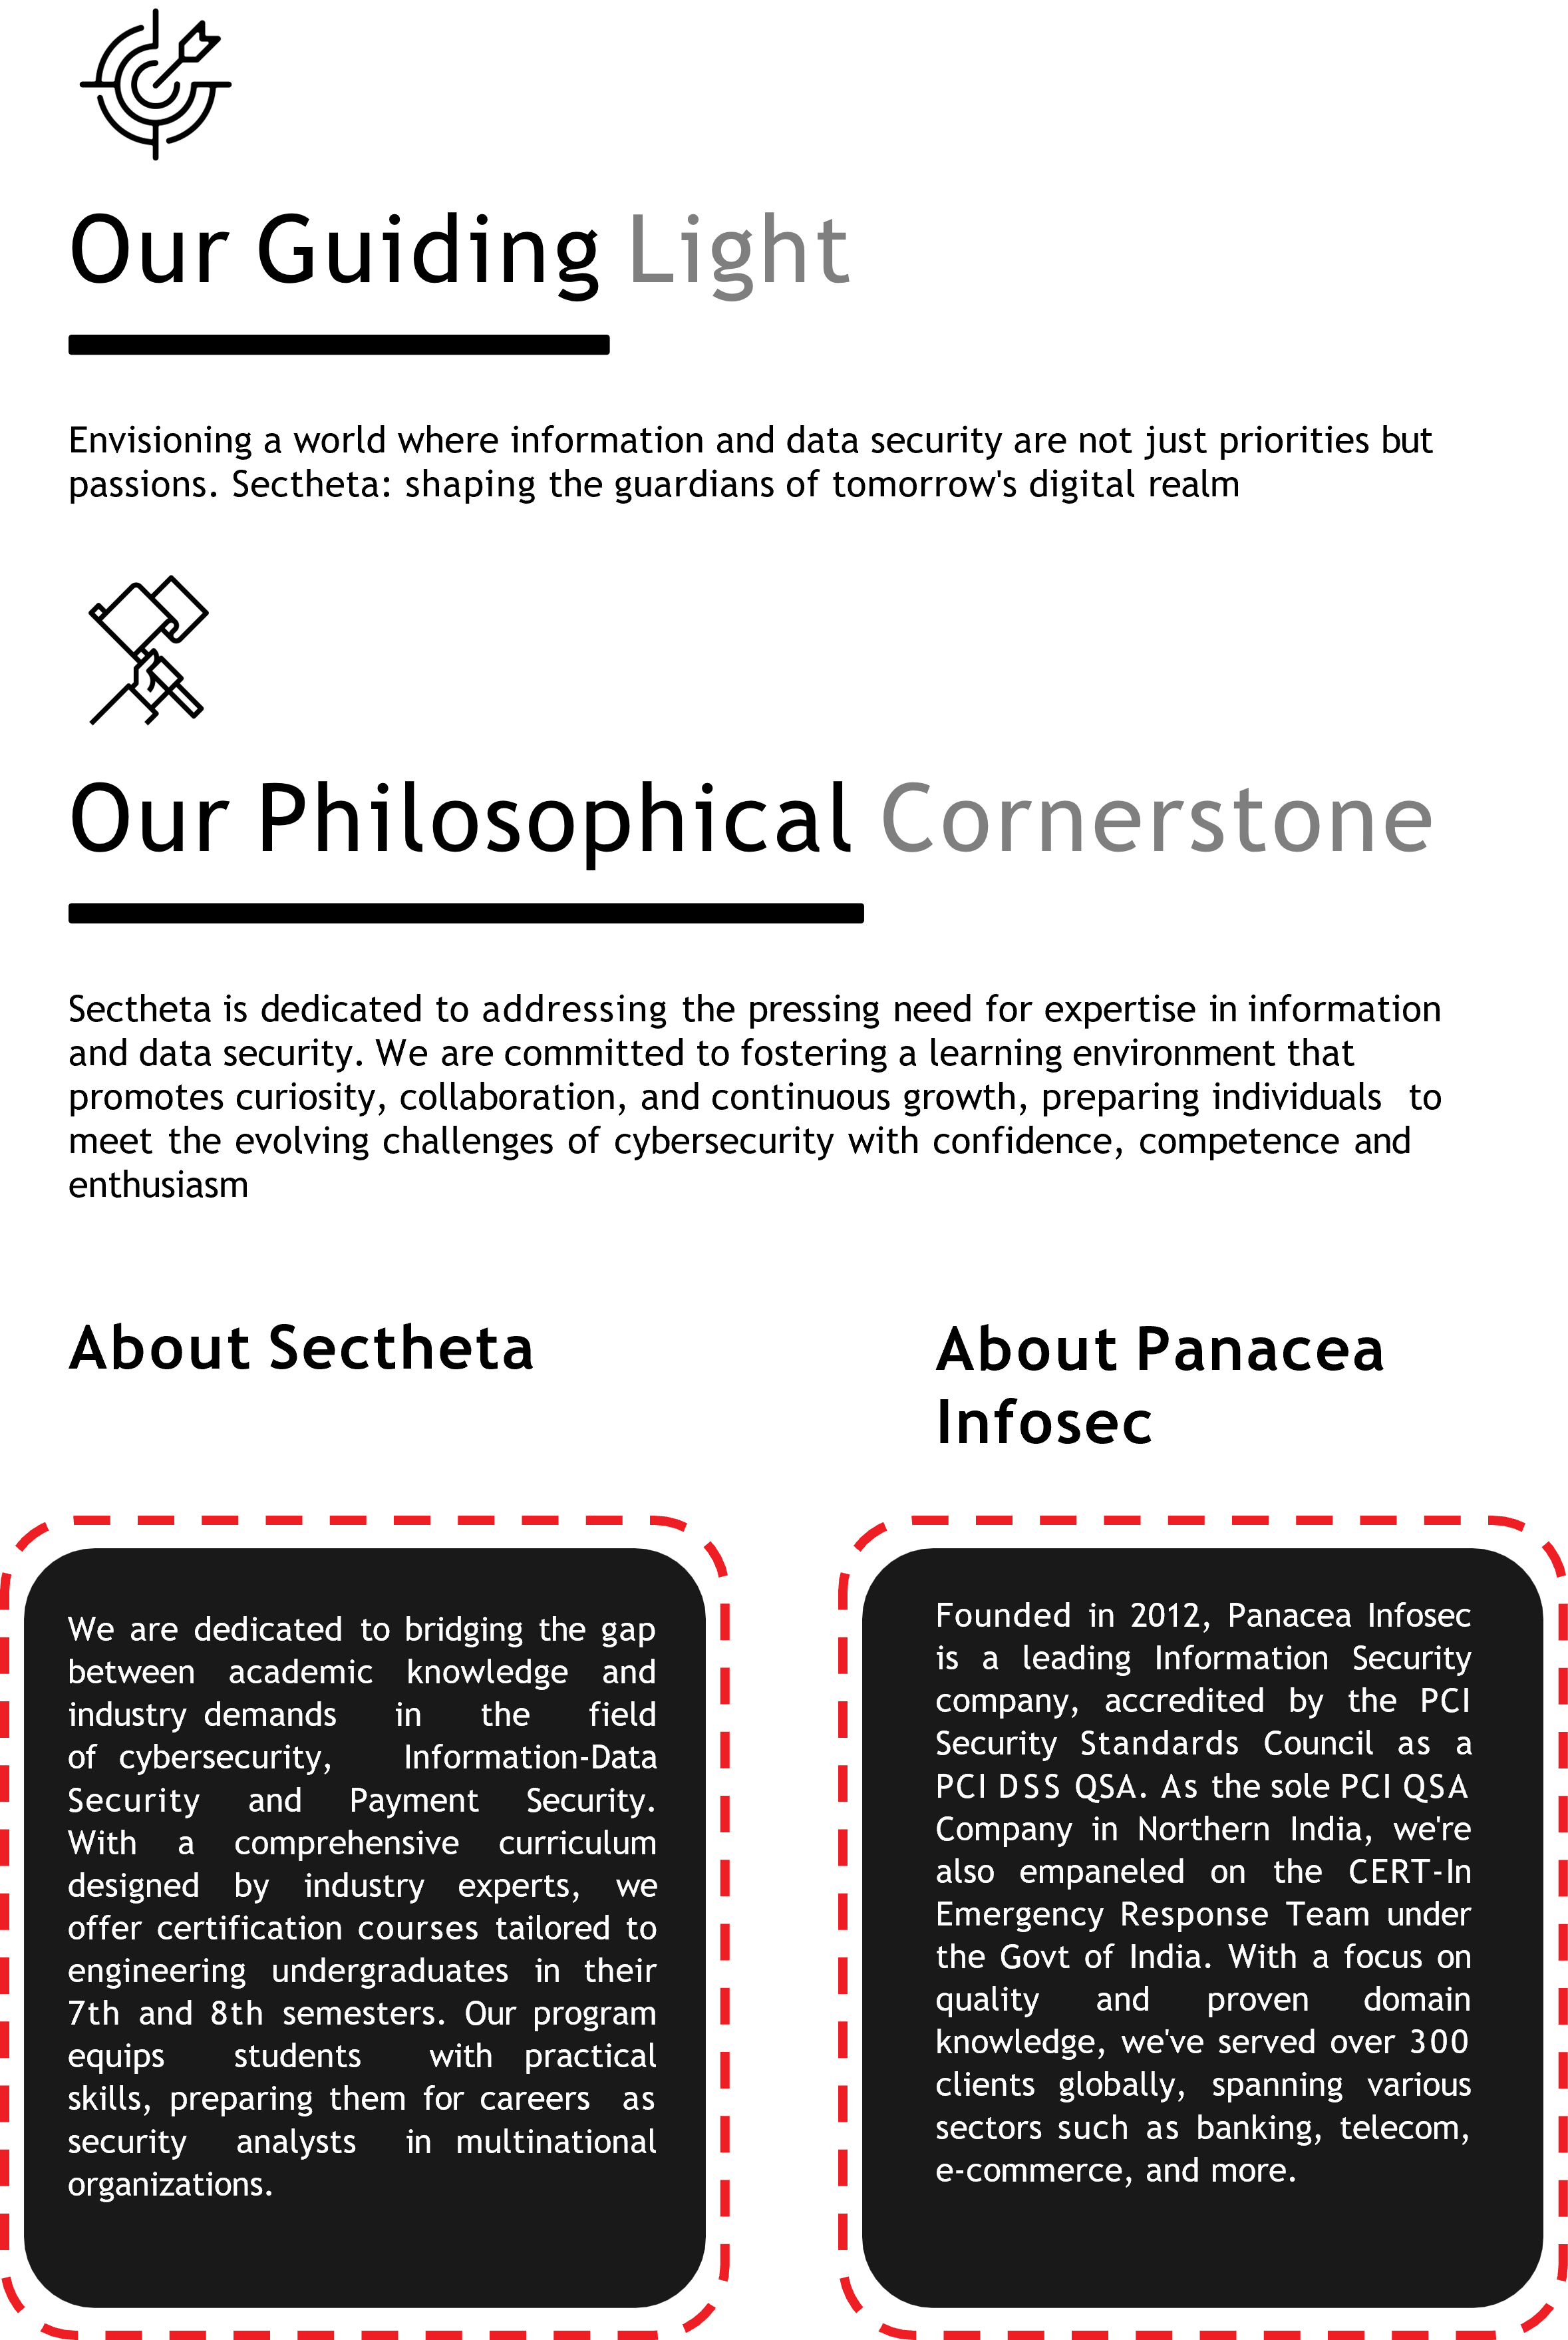 Our Guiding Light
Envisioning a world where information and data security are not just priorities but
passions. Sectheta: shaping the guardians of tomorrow's digital realm
Our Philosophical Cornerstone
Sectheta is dedicated to addressing the pressing need for expertise in information
and data security. We are committed to fostering a learning environment that
promotes curiosity, collaboration, and continuous growth, preparing individuals to
meet the evolving challenges of cybersecurity with confidence, competence and
enthusiasm
About Sectheta
We are dedicated to bridging the gap
between academic knowledge and
industry demands in the field
of cybersecurity, Information-Data
Security and Payment Security.
With a comprehensive curriculum
designed by industry experts, we
offer certification courses tailored to
engineering undergraduates in their
7th and 8th semesters. Our program
equips students with practical
skills, preparing them for careers as
security analysts in multinational
organizations.
About Panacea
Infosec
Founded in 2012, Panacea Infosec
is a leading Information Security
company, accredited by the PCI
Security Standards Council as a
PCI DSS QSA. As the sole PCI QSA
Company in Northern India, we're
also empaneled on the CERT-In
Emergency Response Team under
the Govt of India. With a focus on
quality and proven domain
knowledge, we've served over 300
clients globally, spanning various
sectors such as banking, telecom,
e-commerce, and more.